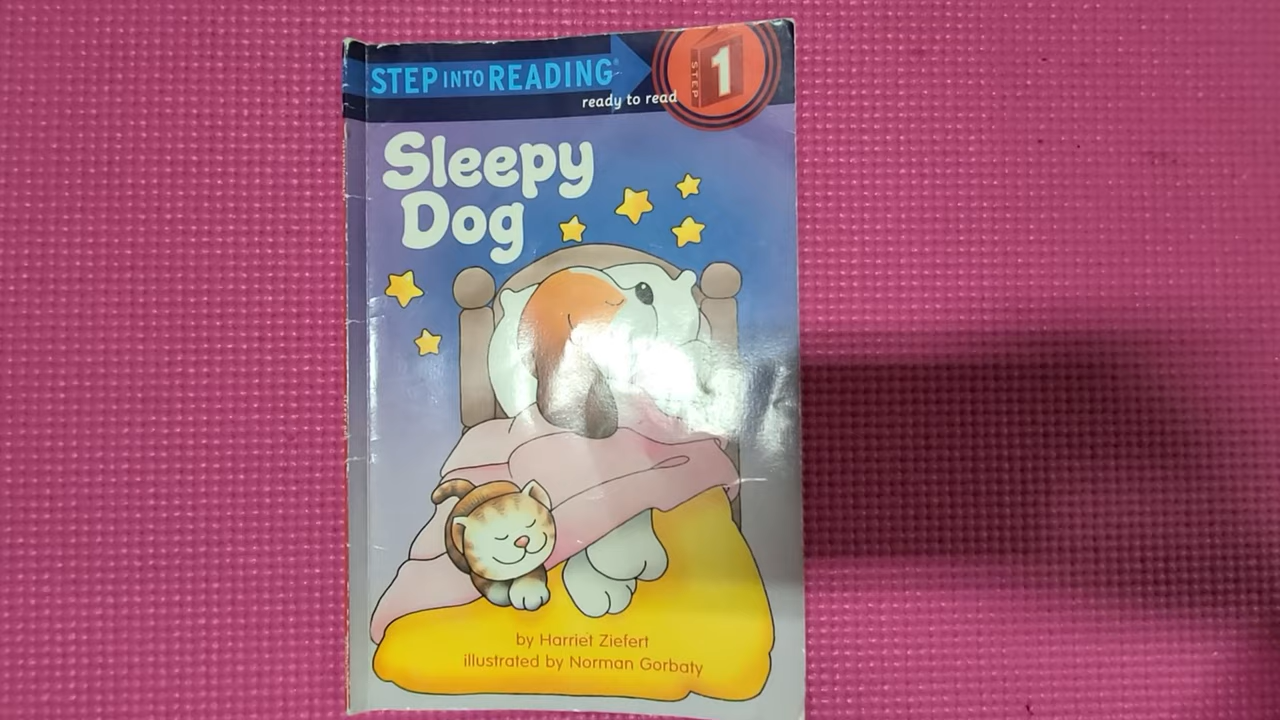 STEP INTO READING®
ready to read
STEP 1
Sleepy
Dog
by Harriet Ziefert
illustrated by Norman Gorbaty